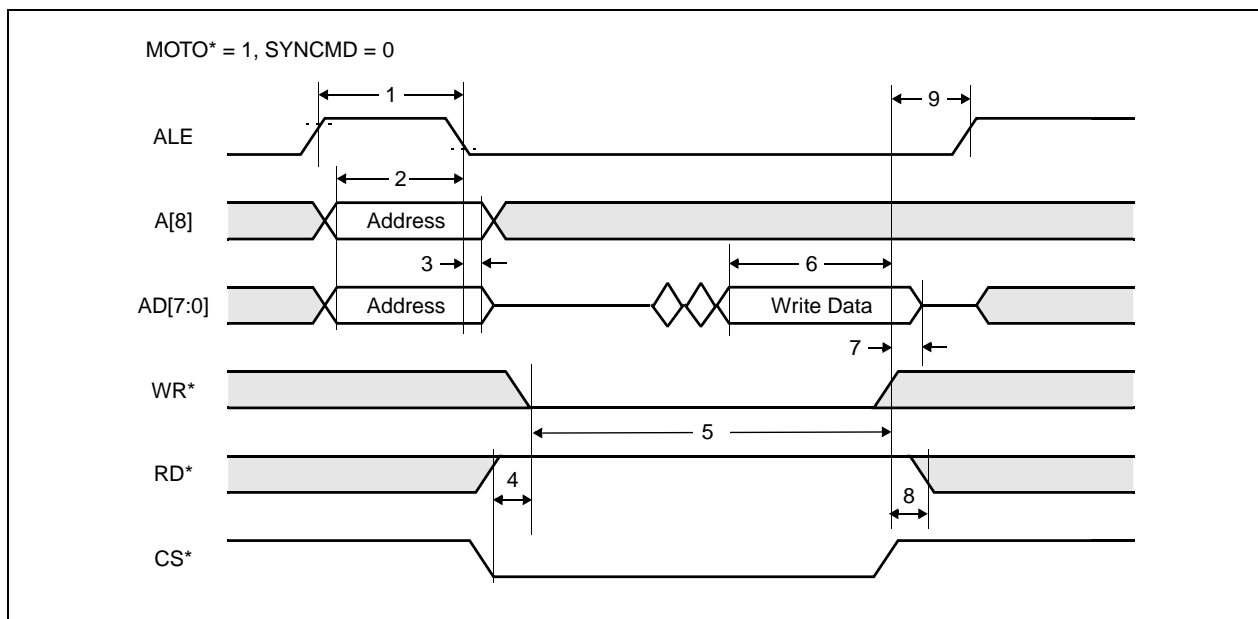 MOTO* = 1, SYNCMD = 0
1
9
ALE
2
A[8]
Address
3
6
AD[7:0]
Address
Write Data
7
WR*
5
RD*
4
8
CS*